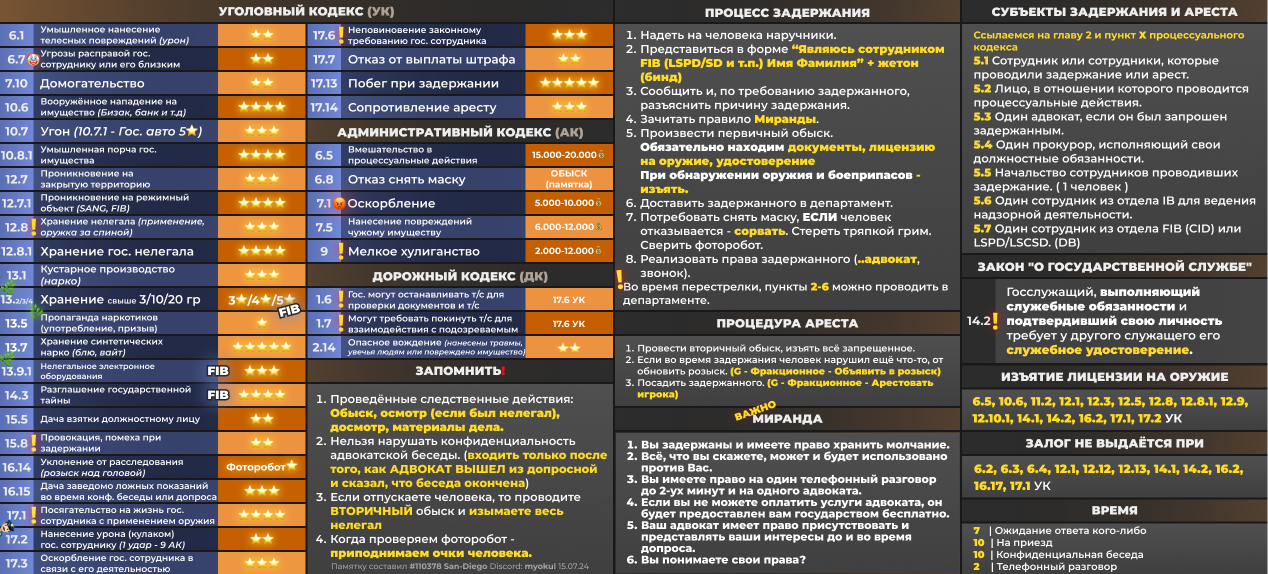 УГОЛОВНЫЙ КОДЕКС (УК)
6.1 Умышленное нанесение
телесных повреждений (урон)
6.7 Угрозы расправой гос.
сотруднику или его близким
7.10 Домогательство
10.6 Вооружённое нападение на
имущество (Бизак, банк и т.д)
10.7 Угон (10.7.1 - Гос. авто 5⭐)
10.8.1 Умышленная порча гос.
имущества
12.7 Проникновение на
закрытую территорию
12.7.1 Проникновение на режимный
объект (SANG, FIB)
12.8 Хранение нелегала (применение,
оружка за спиной)
12.8.1 Хранение гос. нелегала
13.1 Кустарное производство
(нарко)
13.2/3/4 Хранение свыше 3/10/20 гр 3⭐/4⭐/5⭐
FIB
13.5 Пропаганда наркотиков
(употребление, призыв)
13.7 Хранение синтетических
нарко (блю, вайт)
13.9.1 Нелегальное электронное
оборудования FIB
14.3 Разглашение государственной
тайны FIB
15.5 Дача взятки должностному лицу
15.8 Провокация, помеха при
задержании
16.14 Уклонение от расследования
(розыск над головой) Фоторобот⭐
16.15 Дача заведомо ложных показаний
во время конф. беседы или допроса
17.1 Посягательство на жизнь гос.
сотрудника с применением оружия
17.2 Нанесение урона (кулаком)
гос. сотруднику (1 удар - 9 АК)
17.3 Оскорбление гос. сотрудника в
связи с его деятельностью
17.6 Неповиновение законному
требованию гос. сотрудника
17.7 Отказ от выплаты штрафа
17.13 Побег при задержании
17.14 Сопротивление аресту
АДМИНИСТРАТИВНЫЙ КОДЕКС (АК)
6.5 Вмешательство в
процессуальные действия 15.000-20.000
6.8 Отказ снять маску ОБЫСК
(памятка)
7.1 Оскорбление 5.000-10.000
7.5 Нанесение повреждений
чужому имуществу 6.000-12.000
9 Мелкое хулиганство 2.000-12.000
ДОРОЖНЫЙ КОДЕКС (ДК)
1.6 Гос. могут останавливать т/с для
проверки документов и т/с 17.6 УК
1.7 Могут требовать покинуть т/с для
взаимодействия с подозреваемым 17.6 УК
2.14 Опасное вождение (нанесены травмы,
увечья людям или повреждено имущество)
ЗАПОМНИТЬ!
1. Проведённые следственные действия:
Обыск, осмотр (если был нелегал),
досмотр, материалы дела.
2. Нельзя нарушать конфиденциальность
адвокатской беседы. (входить только после
того, как АДВОКАТ ВЫШЕЛ из допросной
и сказал, что беседа окончена)
3. Если отпускаете человека, то проводите
ВТОРИЧНЫЙ обыск и изымаете весь
нелегал
4. Когда проверяем фоторобот -
приподнимаем очки человека.
Памятку составил #110378 San-Diego Discord: myokul 15.07.24
ПРОЦЕСС ЗАДЕРЖАНИЯ
1. Надеть на человека наручники.
2. Представиться в форме “Являюсь сотрудником
FIB (LSPD/SD и т.п.) Имя Фамилия” + жетон
(бинд)
3. Сообщить и, по требованию задержанного,
разъяснить причину задержания.
4. Зачитать правило Миранды.
5. Произвести первичный обыск.
Обязательно находим документы, лицензию
на оружие, удостоверение
При обнаружении оружия и боеприпасов -
изъять.
6. Доставить задержанного в департамент.
7. Потребовать снять маску, ЕСЛИ человек
отказывается - сорвать. Стереть тряпкой грим.
Сверить фоторобот.
8. Реализовать права задержанного (..адвокат,
звонок).
Во время перестрелки, пункты 2-6 можно проводить в
департаменте.
ПРОЦЕДУРА АРЕСТА
1. Провести вторичный обыск, изъять всё запрещенное.
2. Если во время задержания человек нарушил ещё что-то, от
обновить розыск. (G - Фракционное - Объявить в розыск)
3. Посадить задержанного. (G - Фракционное - Арестовать
игрока)
ВАЖНО
МИРАНДА
1. Вы задержаны и имеете право хранить молчание.
2. Всё, что вы скажете, может и будет использовано
против Вас.
3. Вы имеете право на один телефонный разговор
до 2-ух минут и на одного адвоката.
4. Если вы не можете оплатить услуги адвоката, он
будет предоставлен вам государством бесплатно.
5. Ваш адвокат имеет право присутствовать и
представлять ваши интересы до и во время
допроса.
6. Вы понимаете свои права?
СУБЪЕКТЫ ЗАДЕРЖАНИЯ И АРЕСТА
Ссылаемся на главу 2 и пункт X процессуального
кодекса
5.1 Сотрудник или сотрудники, которые
проводили задержание или арест.
5.2 Лицо, в отношении которого проводится
процессуальные действия.
5.3 Один адвокат, если он был запрошен
задержанным.
5.4 Один прокурор, исполняющий свои
должностные обязанности.
5.5 Начальство сотрудников проводивших
задержание. ( 1 человек )
5.6 Один сотрудник из отдела IB для ведения
надзорной деятельности.
5.7 Один сотрудник из отдела FIB (CID) или
LSPD/LSCSD. (DB)
ЗАКОН "О ГОСУДАРСТВЕННОЙ СЛУЖБЕ"
14.2 Госслужащий, выполняющий
служебные обязанности и
подтвердивший свою личность
требует у другого служащего его
служебное удостоверение.
ИЗЪЯТИЕ ЛИЦЕНЗИИ НА ОРУЖИЕ
6.5, 10.6, 11.2, 12.1, 12.3, 12.5, 12.8, 12.8.1, 12.9,
12.10.1, 14.1, 14.2, 16.2, 17.1, 17.2 УК
ЗАЛОГ НЕ ВЫДАЁТСЯ ПРИ
6.2, 6.3, 6.4, 12.1, 12.12, 12.13, 14.1, 14.2, 16.2,
16.17, 17.1 УК
ВРЕМЯ
7 | Ожидание ответа кого-либо
10 | На приезд
10 | Конфиденциальная беседа
2 | Телефонный разговор